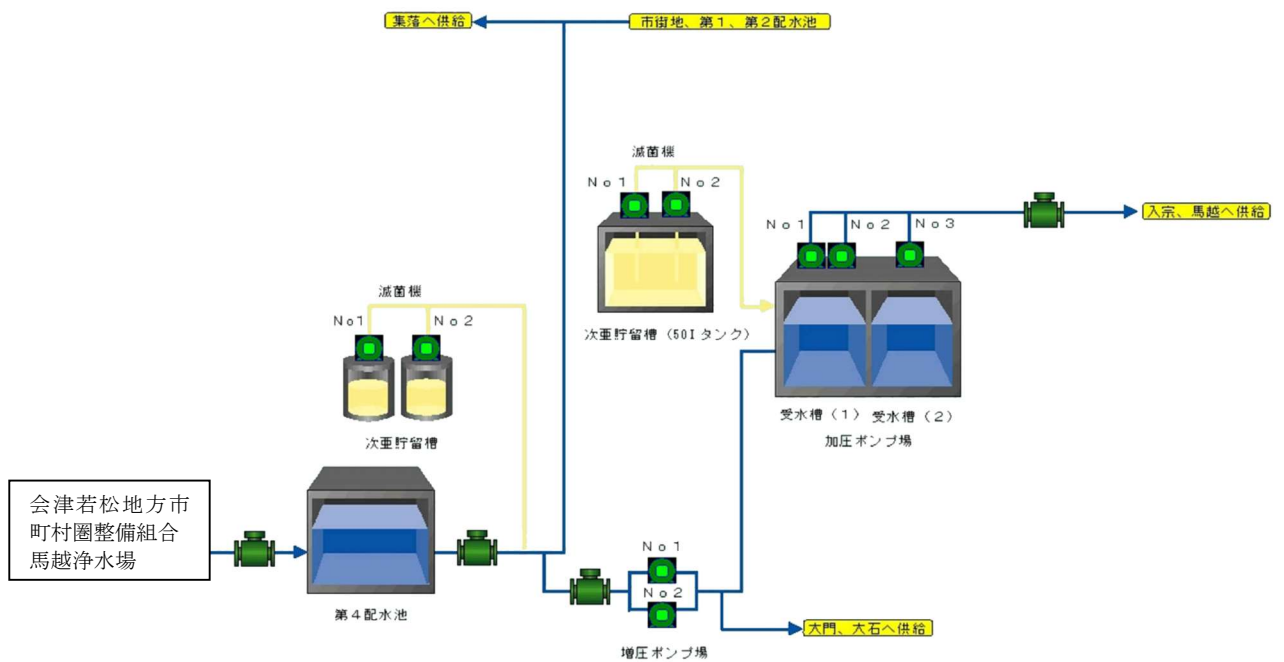 集落へ供給
市街地、第1、第2配水池
滅菌機
No1
No2
次亜貯留槽（50Iタンク）
No1
No2
No3
入宗、馬越へ供給
受水槽（1）
受水槽（2）
加圧ポンプ場
滅菌機
No1
No2
次亜貯留槽
会津若松地方市
町村圏整備組合
馬越浄水場
第4配水池
No1
No2
増圧ポンプ場
大門、大石へ供給